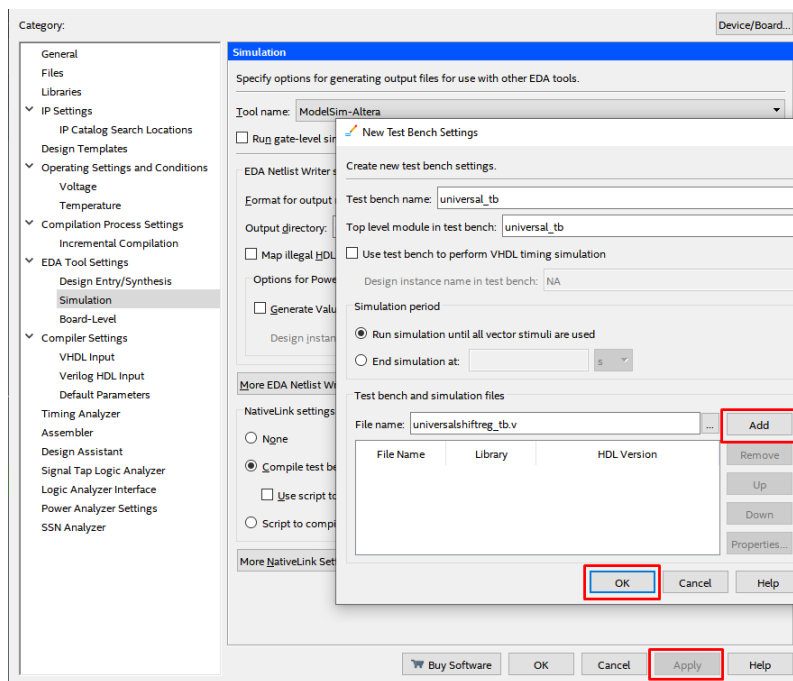 Category:
Device/Board...
General
Files
Libraries
IP Settings
IP Catalog Search Locations
Design Templates
Operating Settings and Conditions
Voltage
Temperature
Compilation Process Settings
Incremental Compilation
EDA Tool Settings
Design Entry/Synthesis
Simulation
Board-Level
Compiler Settings
VHDL Input
Verilog HDL Input
Default Parameters
Timing Analyzer
Assembler
Design Assistant
Signal Tap Logic Analyzer
Logic Analyzer Interface
Power Analyzer Settings
SSN Analyzer
Simulation
Specify options for generating output files for use with other EDA tools.
Tool name: ModelSim-Altera
Run gate-level sir
EDA Netlist Writer s
Format for output
Output directory:
Map illegal HDL
Options for Powe
Generate Valu
Design instan
More EDA Netlist Wr
NativeLink settings
None
Compile test be
Use script to
Script to compi
More NativeLink Set
New Test Bench Settings
Create new test bench settings.
Test bench name: universal_tb
Top level module in test bench: universal_tb
Use test bench to perform VHDL timing simulation
Design instance name in test bench: NA
Simulation period
Run simulation until all vector stimuli are used
End simulation at: s
Test bench and simulation files
File name: universalshiftreg_tb.v ... Add
File Name Library HDL Version
Remove
Up
Down
Properties...
OK Cancel Help
Buy Software OK Cancel Apply Help